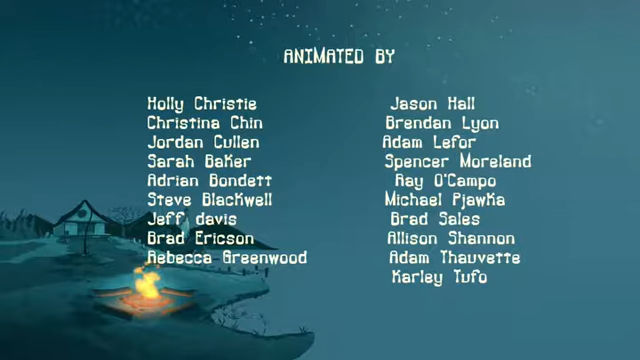 ANIMATED BY
Holly Christie
Christina Chin
Jordan Cullen
Sarah Baker
Adrian Bondett
Steve Blackwell
Jeff davis
Brad Ericson
Rebecca Greenwood
Jason Hall
Brendan Lyon
Adam Lefor
Spencer Moreland
Ray O'Campo
Michael Pjawka
Brad Sales
Allison Shannon
Adam Thauvette
Karley Tufo